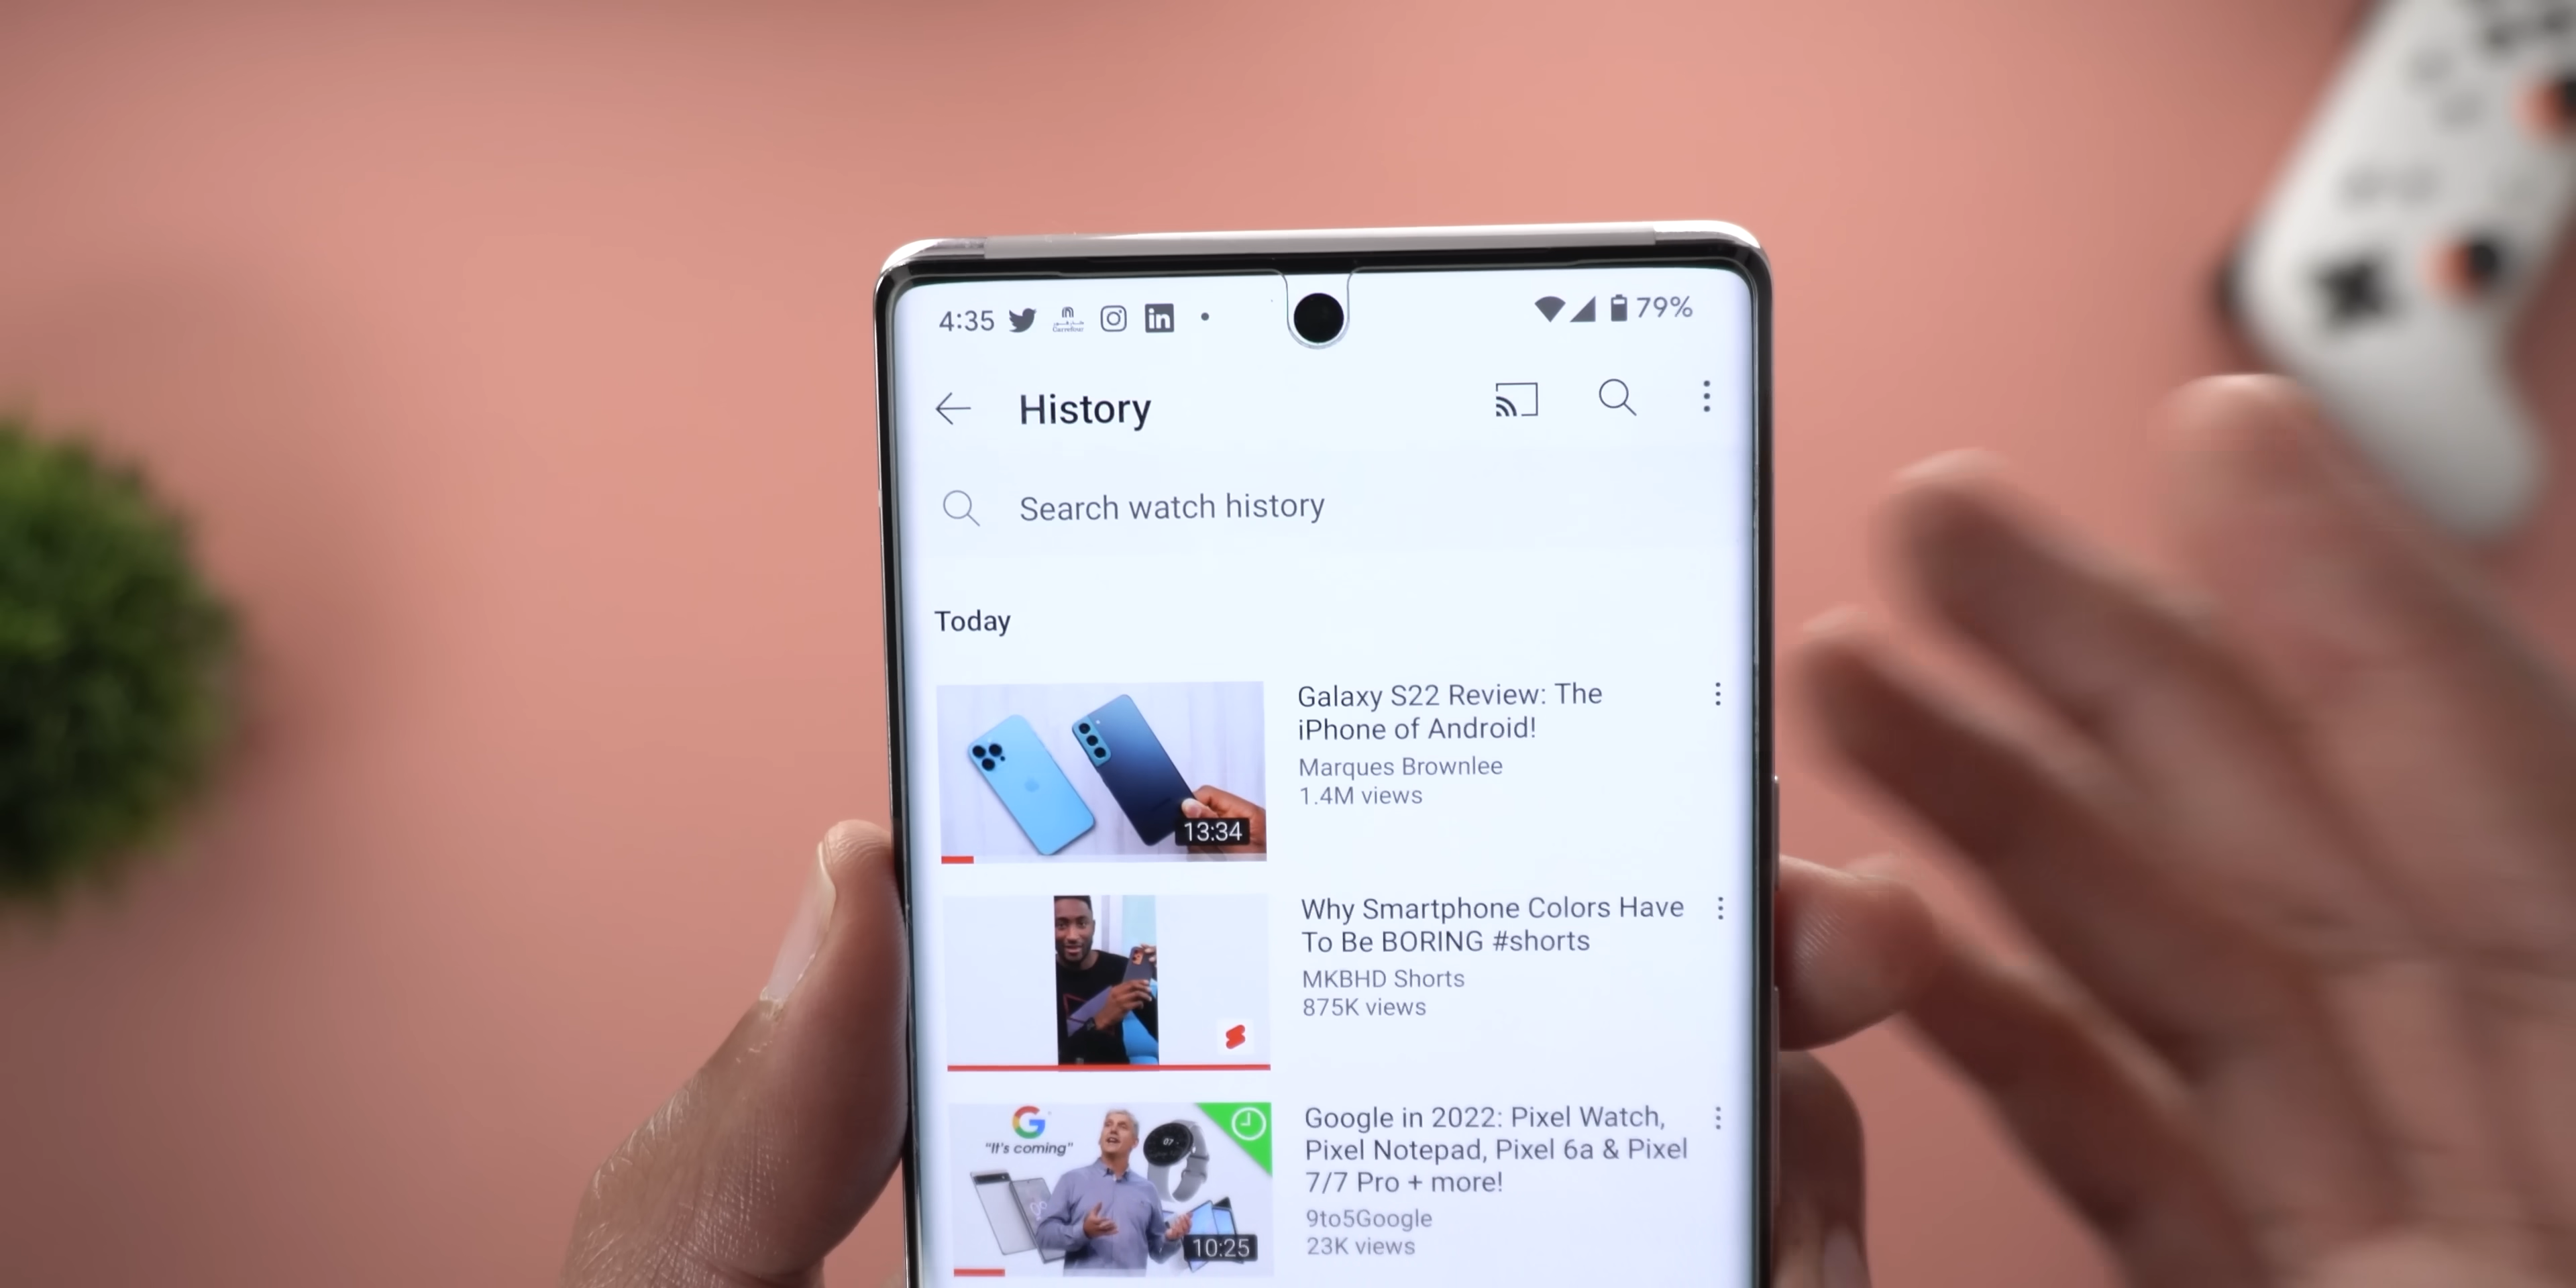 4:35
79%
History
Search watch history
Today
Galaxy S22 Review: The
iPhone of Android!
Marques Brownlee
1.4M views
13:34
Why Smartphone Colors Have
To Be BORING #shorts
MKBHD Shorts
875K views
G
"It's coming"
07
10:25
Google in 2022: Pixel Watch,
Pixel Notepad, Pixel 6a & Pixel
7/7 Pro + more!
9to5Google
23K views